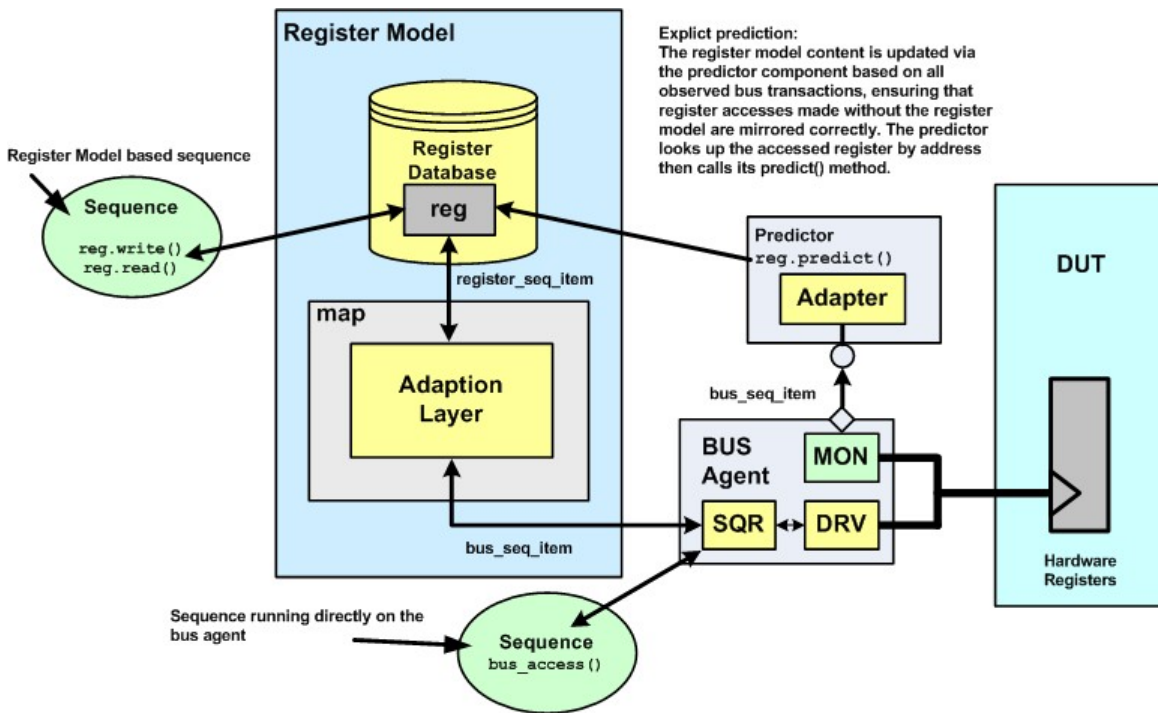 Register Model
Explict prediction:
The register model content is updated via
the predictor component based on all
observed bus transactions, ensuring that
register accesses made without the register
model are mirrored correctly. The predictor
looks up the accessed register by address
then calls its predict() method.
Register Model based sequence
Sequence
reg.write()
reg.read()
Register
Database
reg
register_seq_item
map
Adaption
Layer
bus_seq_item
Predictor
reg.predict()
Adapter
bus_seq_item
BUS
Agent
MON
SQR
DRV
DUT
Hardware
Registers
Sequence running directly on the
bus agent
Sequence
bus_access()